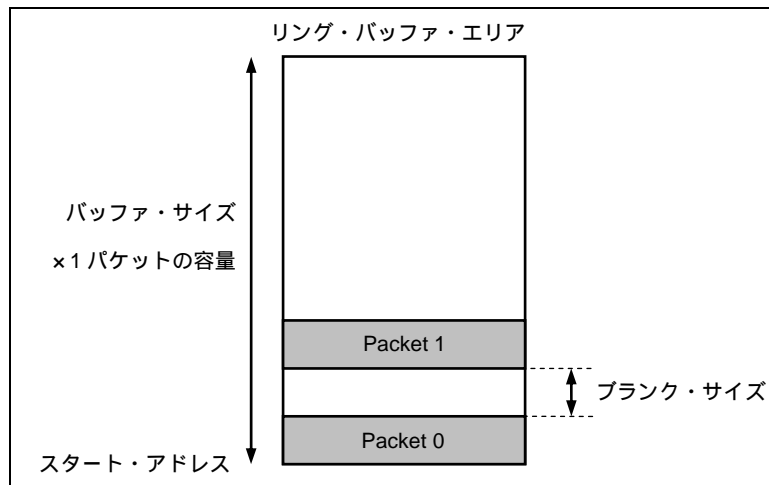 リング・バッファ・エリア
バッファ・サイズ
×1パケットの容量
Packet 1
ブランク・サイズ
Packet 0
スタート・アドレス